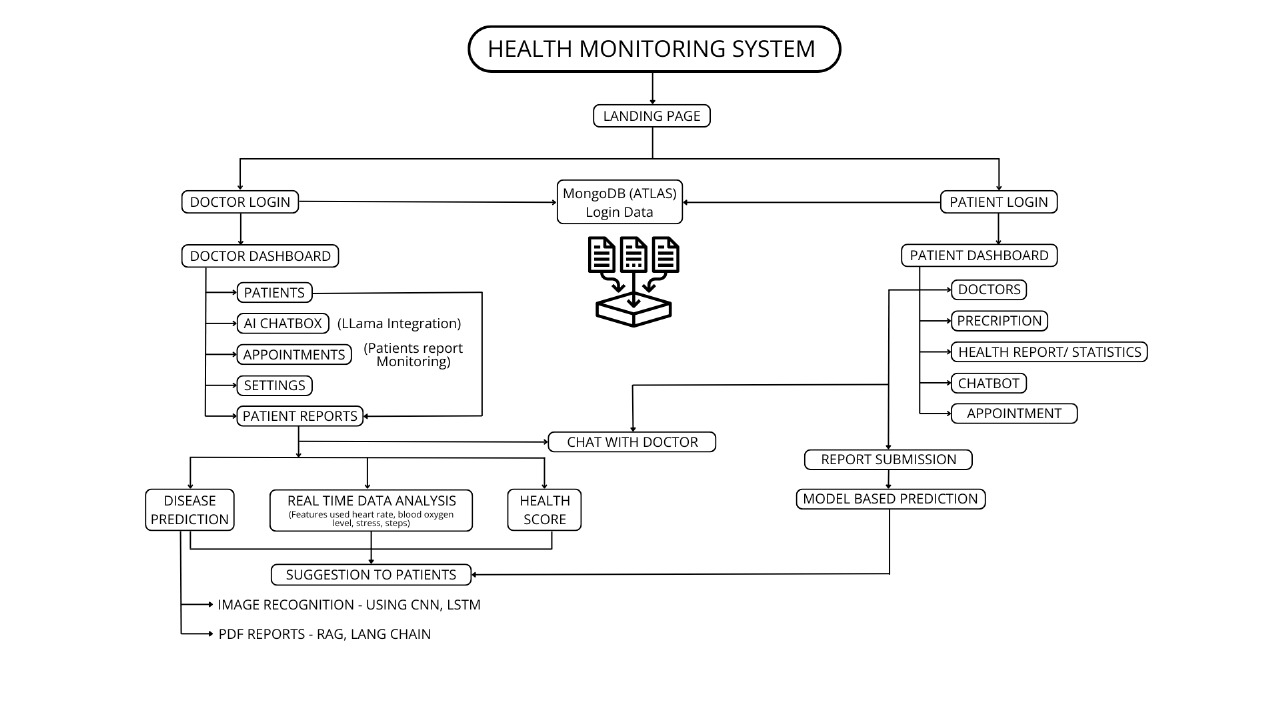 HEALTH MONITORING SYSTEM
LANDING PAGE
DOCTOR LOGIN
MongoDB (ATLAS)
Login Data
PATIENT LOGIN
DOCTOR DASHBOARD
PATIENTS
AI CHATBOX (LLama Integration)
APPOINTMENTS
(Patients report
Monitoring)
SETTINGS
PATIENT REPORTS
PATIENT DASHBOARD
DOCTORS
PRECRIPTION
HEALTH REPORT/ STATISTICS
CHATBOT
APPOINTMENT
CHAT WITH DOCTOR
REPORT SUBMISSION
MODEL BASED PREDICTION
DISEASE
PREDICTION
REAL TIME DATA ANALYSIS
(Features used heart rate, blood oxygen
level, stress, steps)
HEALTH
SCORE
SUGGESTION TO PATIENTS
IMAGE RECOGNITION - USING CNN, LSTM
PDF REPORTS - RAG, LANG CHAIN